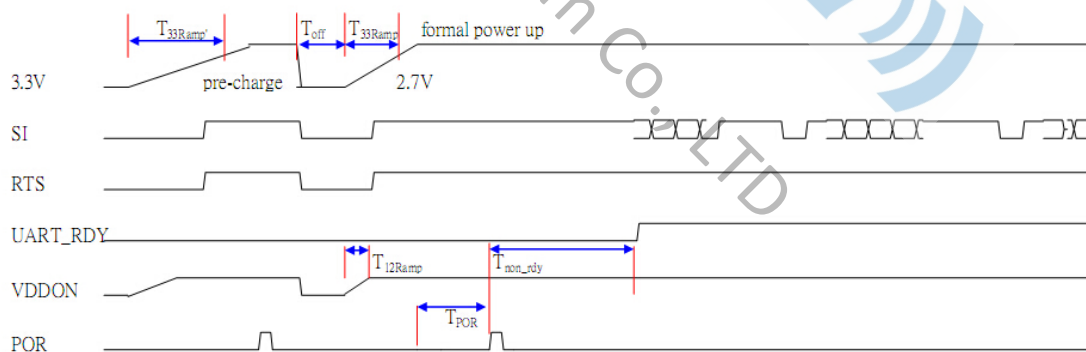 T33Ramp' Toff T33Ramp formal power up
3.3V pre-charge 2.7V
SI
RTS
UART_RDY
T12Ramp Tnon_rdy
VDDON
TPOR
POR
n Co., LTD